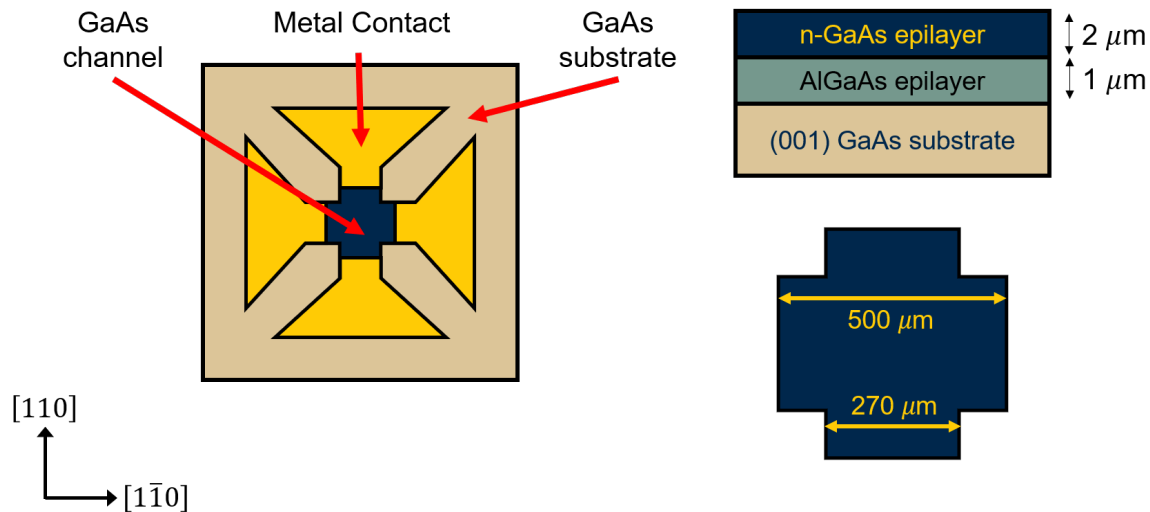 GaAs
channel
Metal Contact
GaAs
substrate
n-GaAs epilayer
2 μm
AlGaAs epilayer
1 μm
(001) GaAs substrate
500 μm
270 μm
[110]
[11̄0]